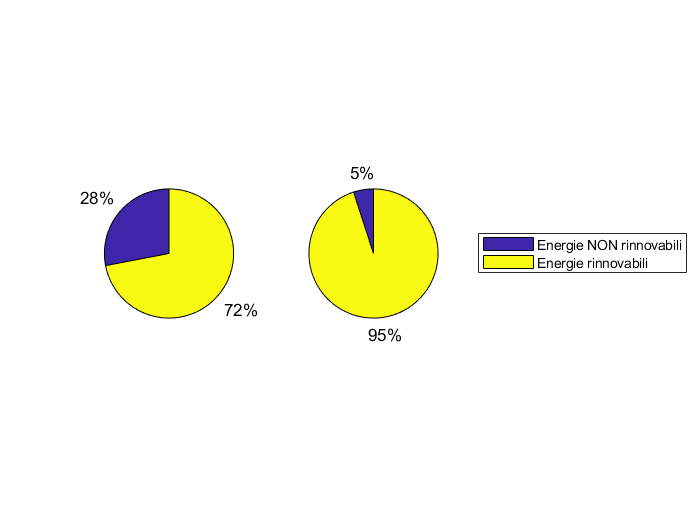 28%
72%
5%
95%
Energie NON rinnovabili
Energie rinnovabili